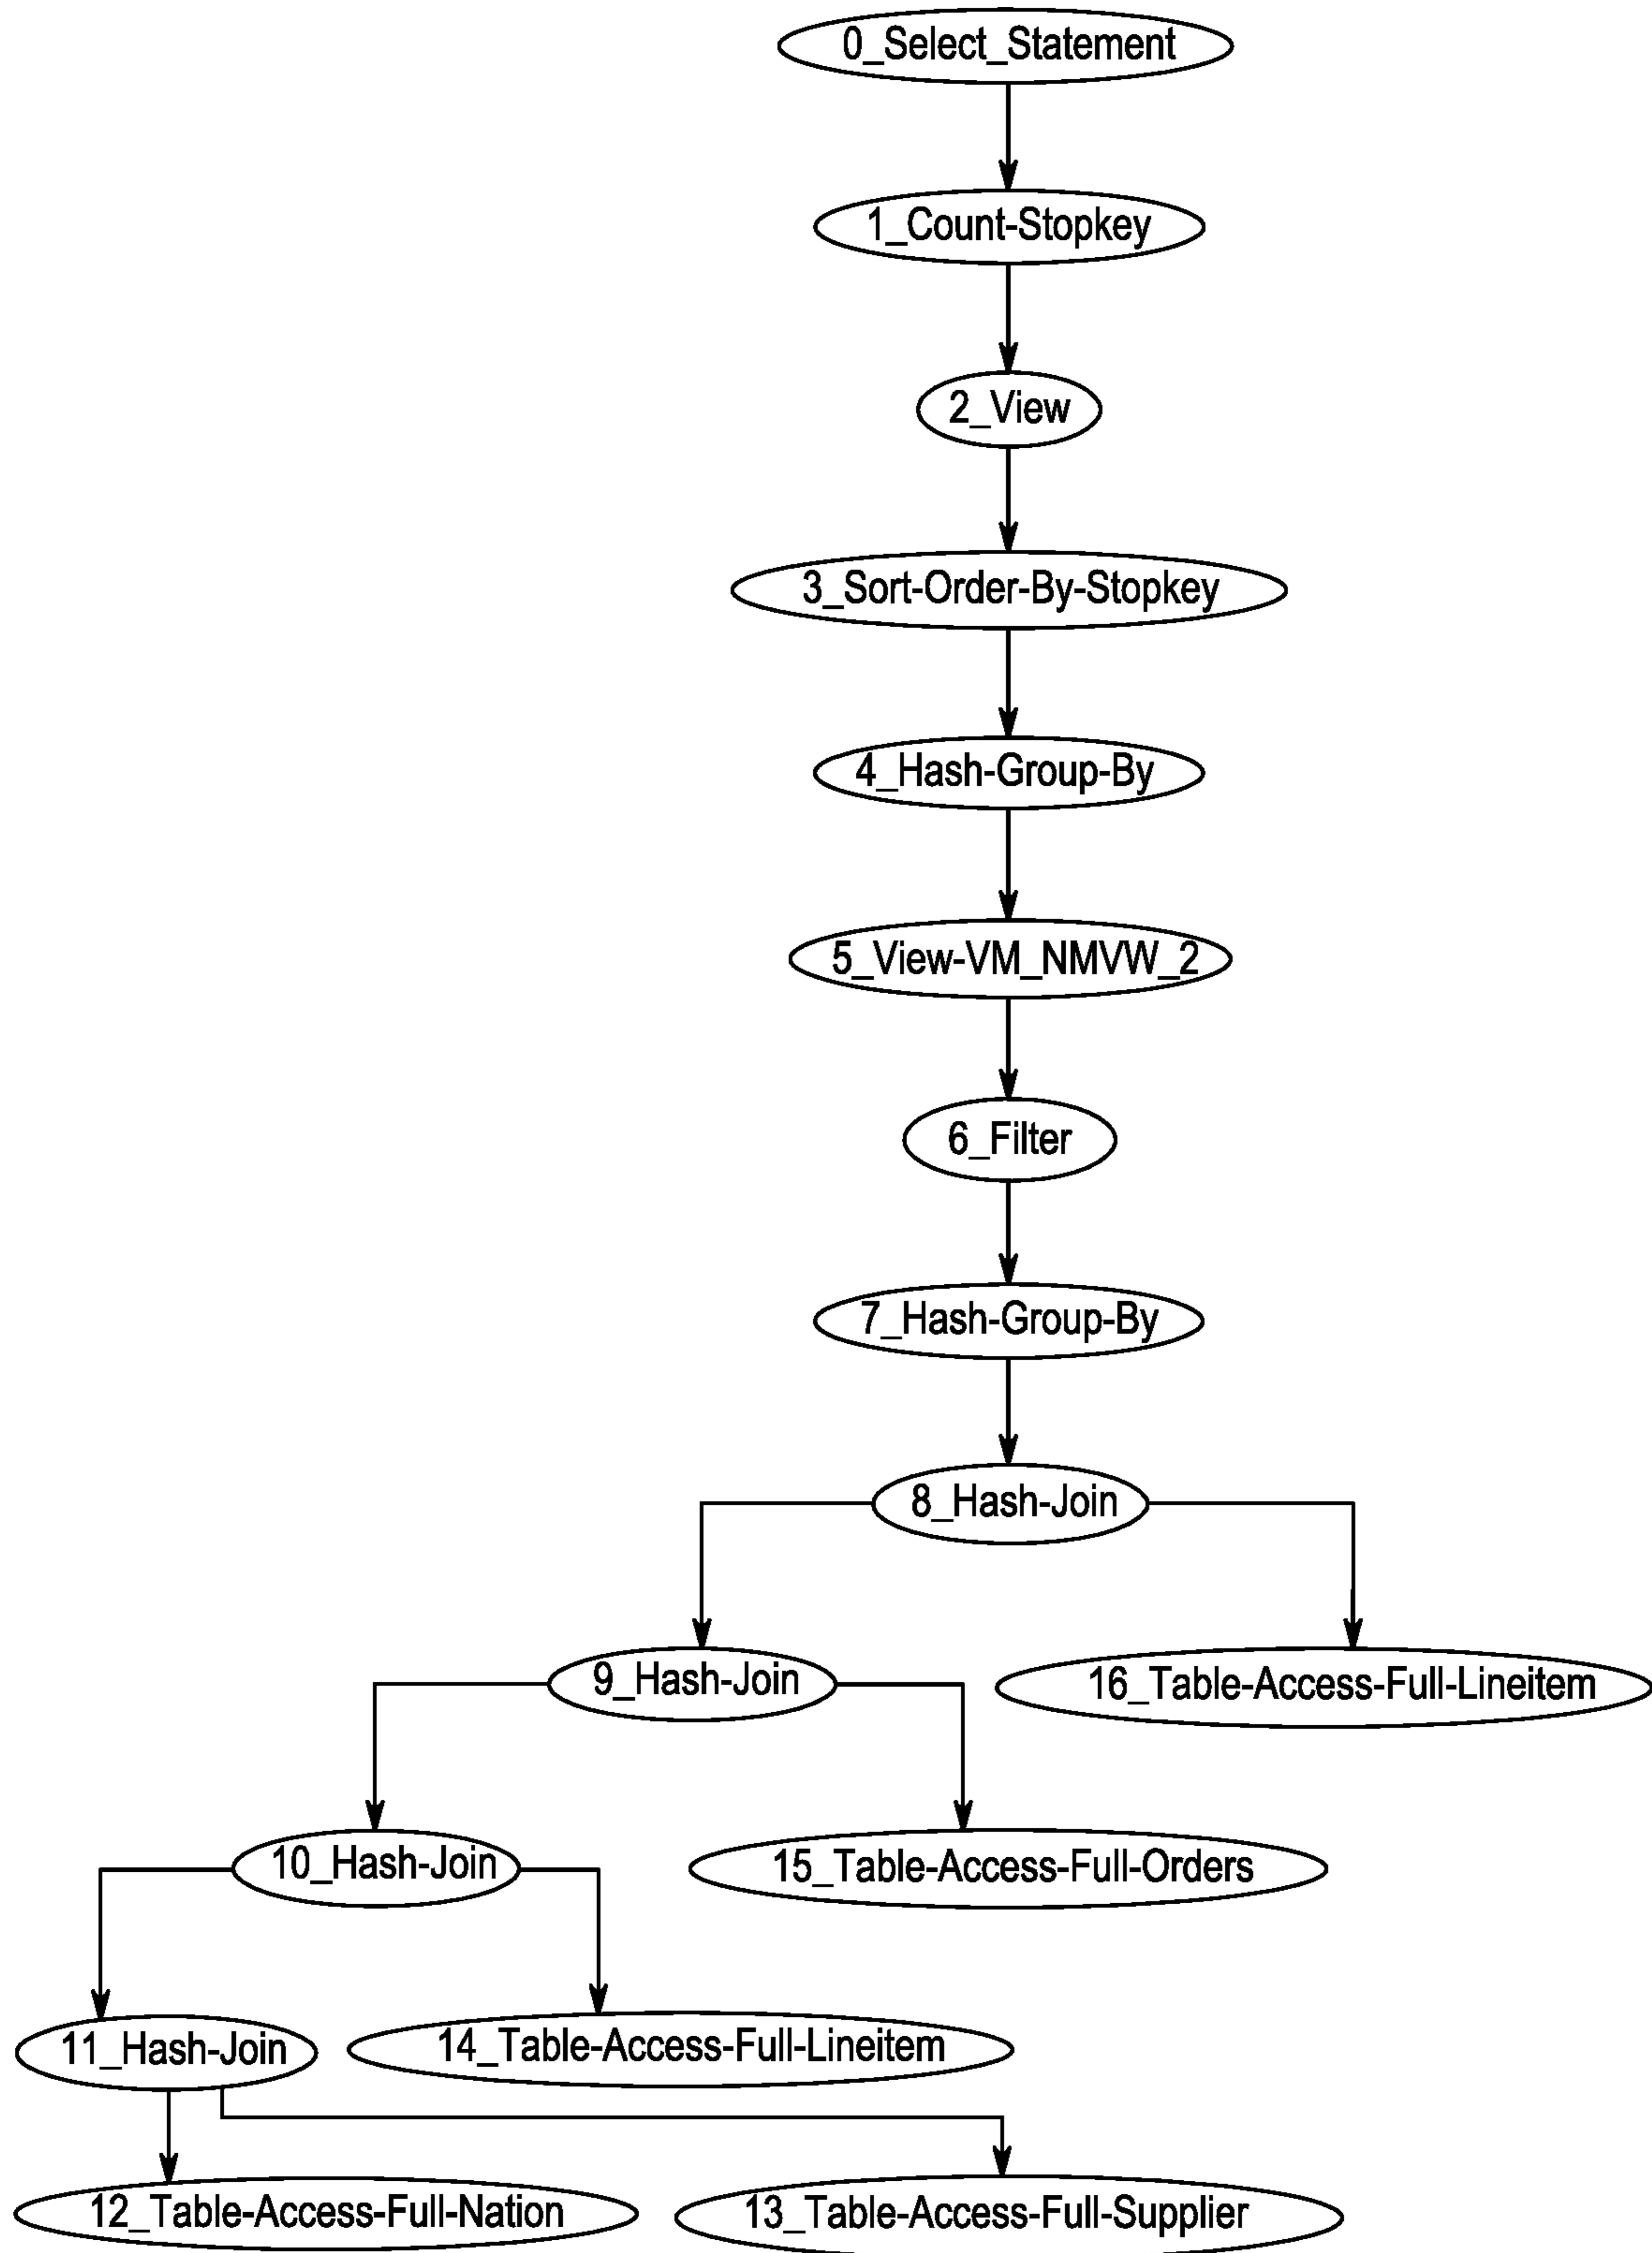 0_Select_Statement
1_Count-Stopkey
2_View
3_Sort-Order-By-Stopkey
4_Hash-Group-By
5_View-VM_NMVW_2
6_Filter
7_Hash-Group-By
8_Hash-Join
9_Hash-Join
16_Table-Access-Full-Lineitem
10_Hash-Join
15_Table-Access-Full-Orders
11_Hash-Join
14_Table-Access-Full-Lineitem
12_Table-Access-Full-Nation
13_Table-Access-Full-Supplier